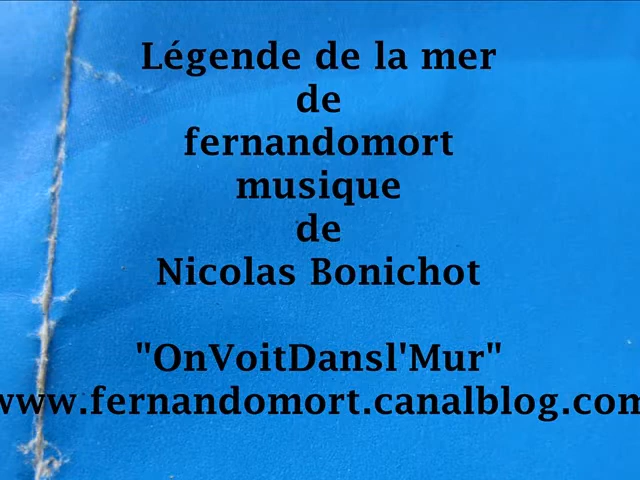 Légende de la mer
de
fernandomort
musique
de
Nicolas Bonichot
"OnVoitDansl'Mur"
www.fernandomort.canalblog.com